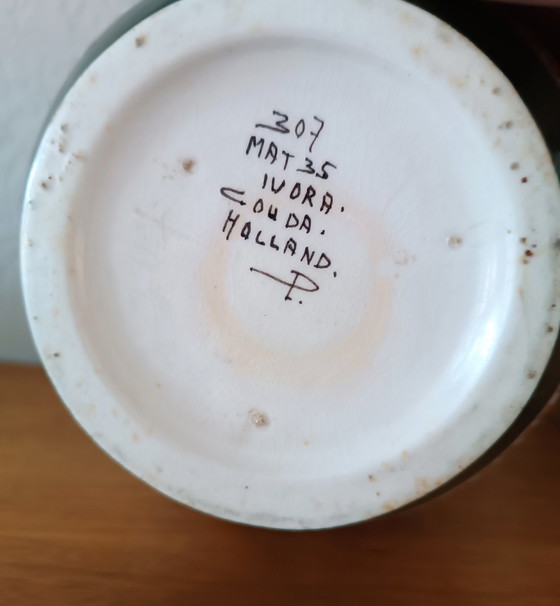 307
MAT 35
IVORA.
GOUDA.
HOLLAND.
P.